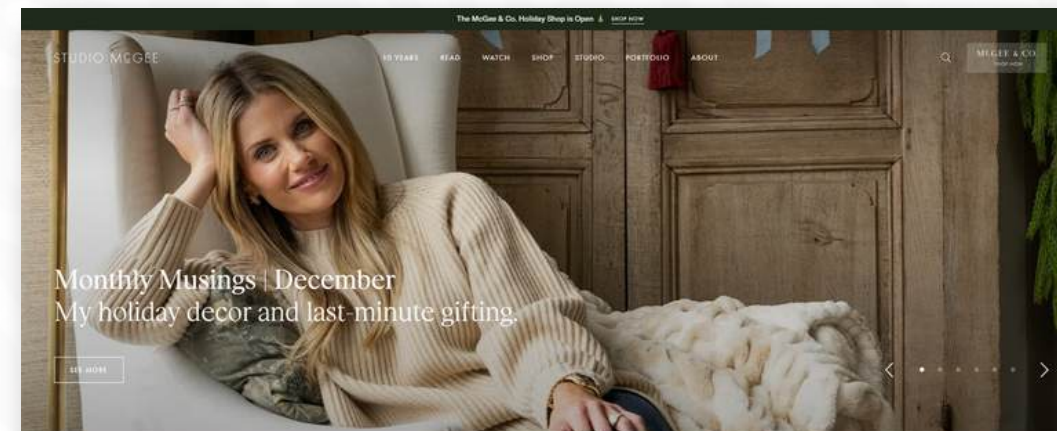 The McGee & Co. Holiday Shop is Open SHOP NOW
STUDIO McGEE
10 YEARS READ WATCH SHOP STUDIO PORTFOLIO ABOUT
McGEE & CO.
SHOP NOW
Monthly Musings | December
My holiday decor and last-minute gifting.
SEE MORE